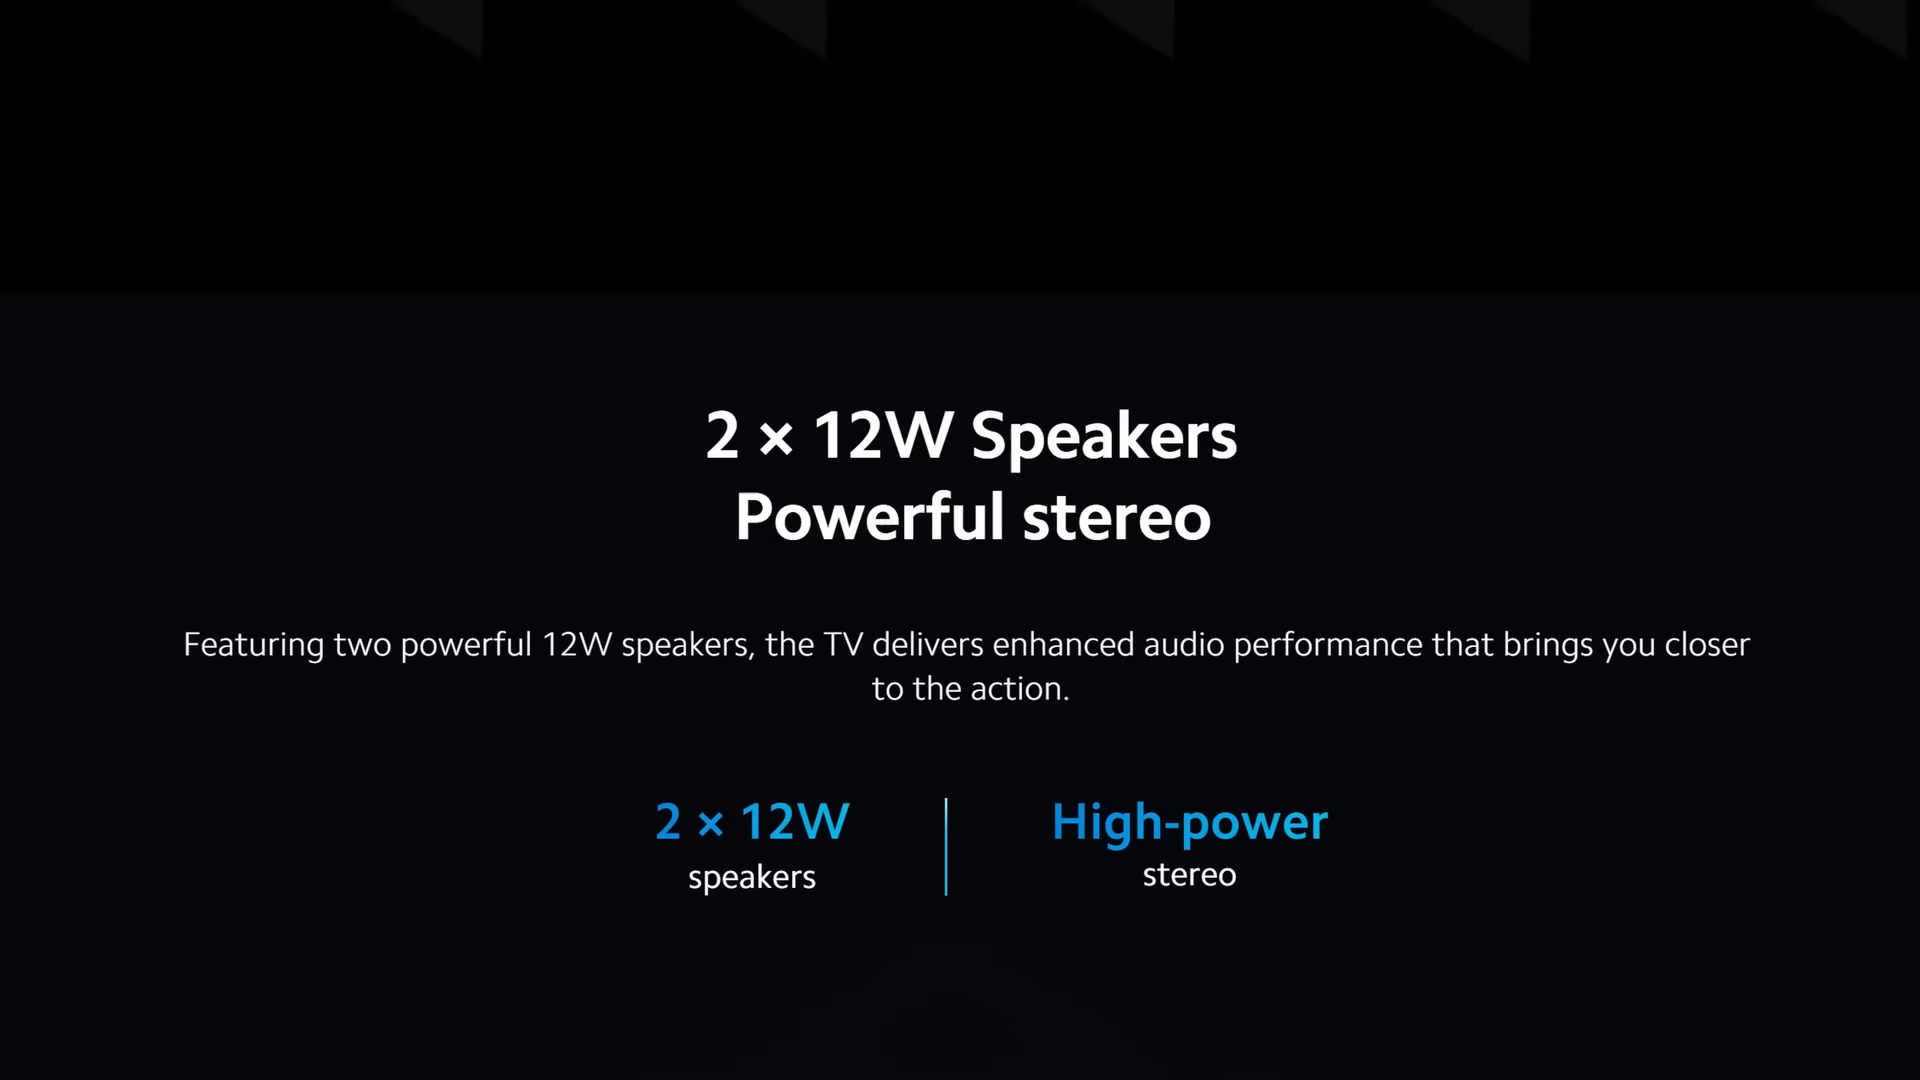 2 × 12W Speakers
Powerful stereo
Featuring two powerful 12W speakers, the TV delivers enhanced audio performance that brings you closer
to the action.
2 × 12W
speakers
High-power
stereo